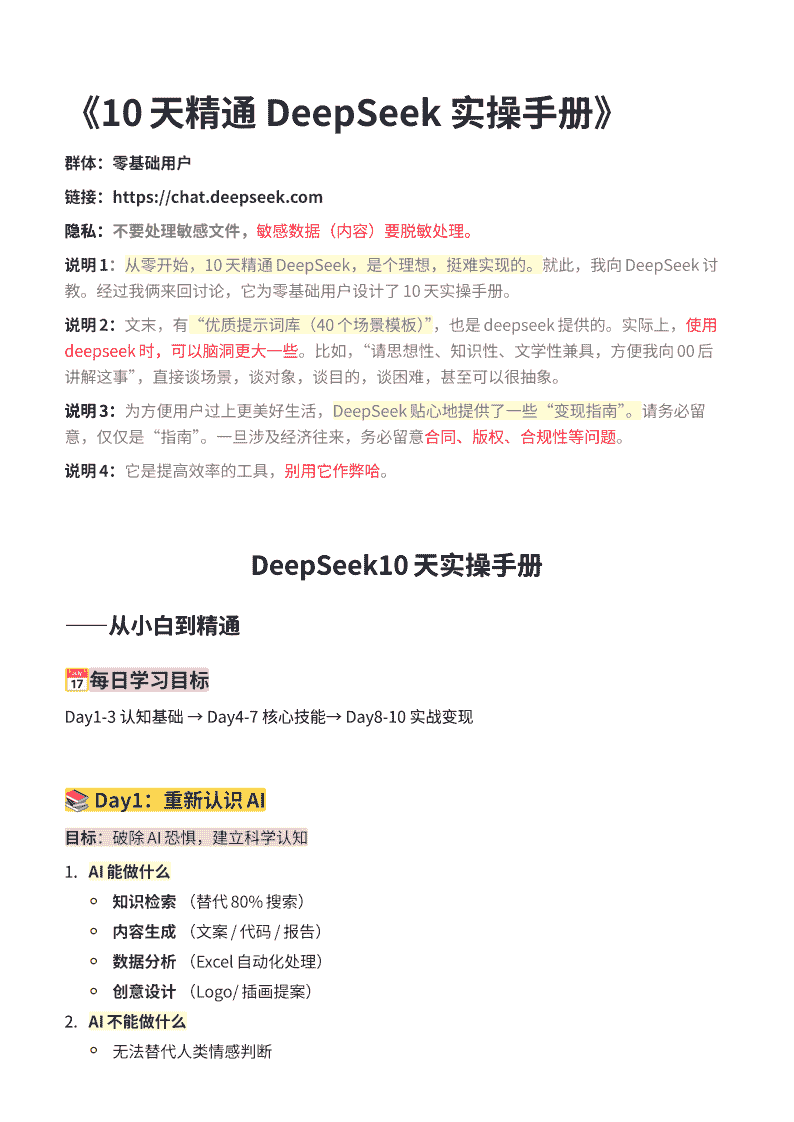 《10 天精通 DeepSeek 实操手册》
群体：零基础用户
链接：https://chat.deepseek.com
隐私：不要处理敏感文件，敏感数据（内容）要脱敏处理。
说明 1：从零开始，10 天精通 DeepSeek，是个理想，挺难实现的。就此，我向 DeepSeek 讨
教。经过我俩来回讨论，它为零基础用户设计了 10 天实操手册。
说明 2：文末，有“优质提示词库（40 个场景模板）”，也是 deepseek 提供的。实际上，使用
deepseek 时，可以脑洞更大一些。比如，“请思想性、知识性、文学性兼具，方便我向 00 后
讲解这事”，直接谈场景，谈对象，谈目的，谈困难，甚至可以很抽象。
说明 3：为方便用户过上更美好生活，DeepSeek 贴心地提供了一些“变现指南”。请务必留
意，仅仅是“指南”。一旦涉及经济往来，务必留意合同、版权、合规性等问题。
说明 4：它是提高效率的工具，别用它作弊哈。
DeepSeek10 天实操手册
——从小白到精通
📅每日学习目标
Day1-3 认知基础 → Day4-7 核心技能→ Day8-10 实战变现
📚 Day1：重新认识 AI
目标：破除 AI 恐惧，建立科学认知
1. AI 能做什么
○ 知识检索 （替代 80% 搜索）
○ 内容生成 （文案 / 代码 / 报告）
○ 数据分析 （Excel 自动化处理）
○ 创意设计 （Logo/ 插画提案）
2. AI 不能做什么
○ 无法替代人类情感判断